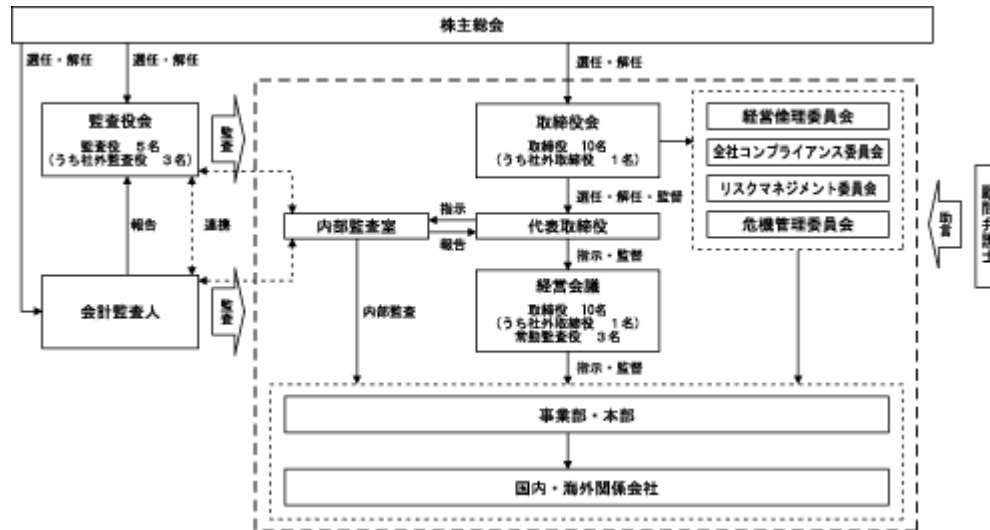 株主総会
選任・解任
選任・解任
選任・解任
監査役会
監査役 5名
(うち社外監査役 3名)
監査
取締役会
取締役 10名
(うち社外取締役 1名)
経営倫理委員会
全社コンプライアンス委員会
リスクマネジメント委員会
危機管理委員会
選任・解任・監督
報告
連携
内部監査室
指示
報告
代表取締役
助言
顧問弁護士
指示・監督
会計監査人
監査
内部監査
経営会議
取締役 10名
(うち社外取締役 1名)
常勤監査役 3名
指示・監督
事業部・本部
国内・海外関係会社